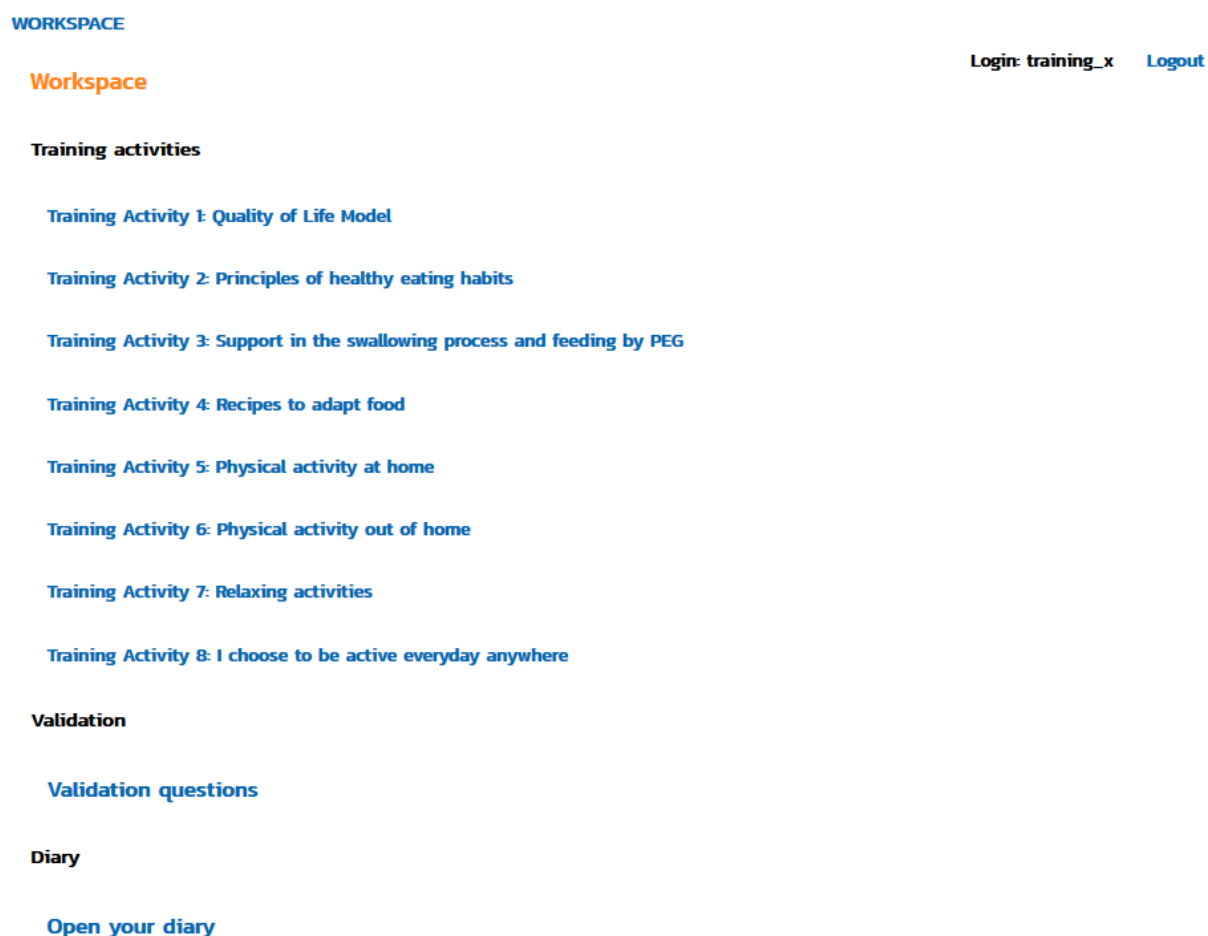 WORKSPACE
Login: training_x Logout
Workspace
Training activities
Training Activity 1: Quality of Life Model
Training Activity 2: Principles of healthy eating habits
Training Activity 3: Support in the swallowing process and feeding by PEG
Training Activity 4: Recipes to adapt food
Training Activity 5: Physical activity at home
Training Activity 6: Physical activity out of home
Training Activity 7: Relaxing activities
Training Activity 8: I choose to be active everyday anywhere
Validation
Validation questions
Diary
Open your diary